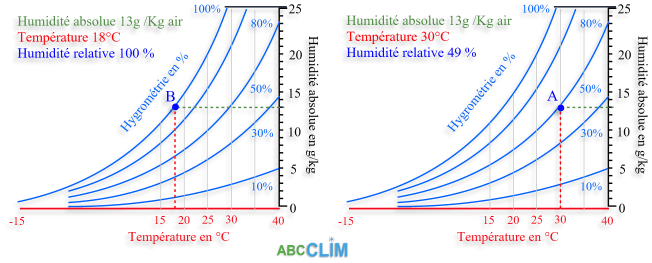 Humidité absolue 13g /Kg air
Température 18°C
Humidité relative 100 %
Hygrométrie en %
100%
80%
50%
30%
10%
B
25
20
15
10
5
0
Humidité absolue en g/kg
-15 15 20 25 30 40
Température en °C
Humidité absolue 13g /Kg air
Température 30°C
Humidité relative 49 %
Hygrométrie en %
100%
80%
50%
30%
10%
A
25
20
15
10
5
0
Humidité absolue en g/kg
-15 15 20 25 30 40
Température en °C
ABCCLIM